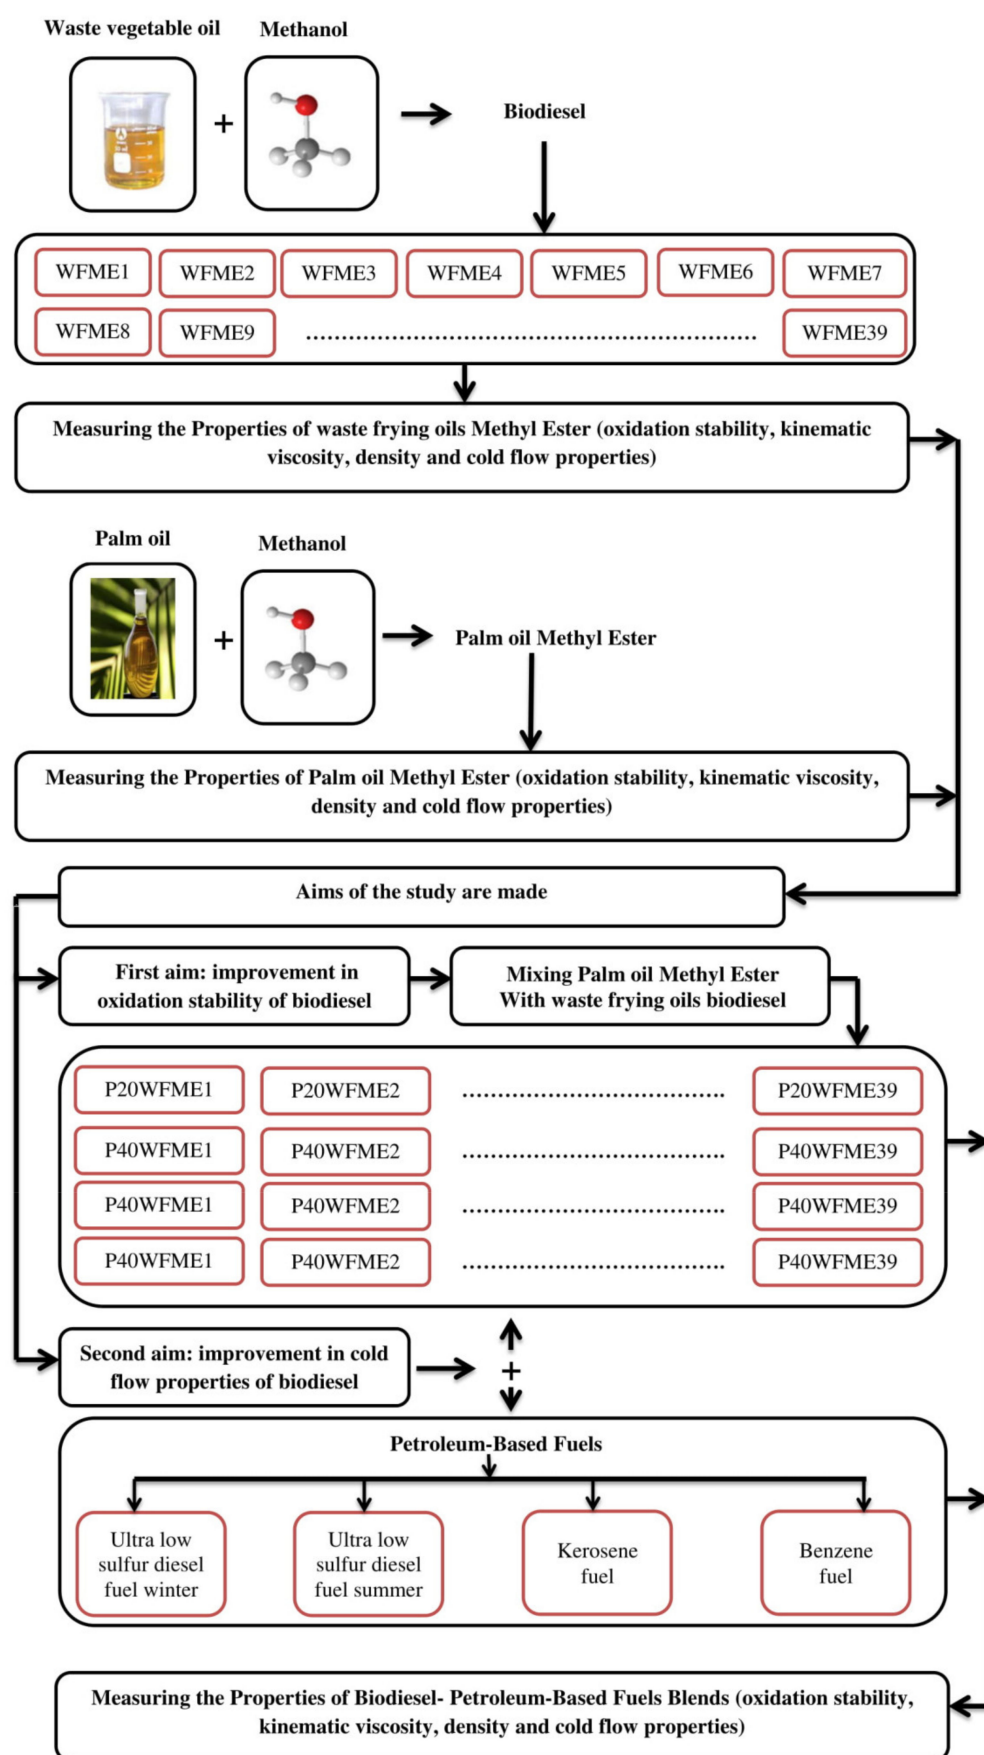 Waste vegetable oil
Methanol
+
Biodiesel
WFME1
WFME2
WFME3
WFME4
WFME5
WFME6
WFME7
WFME8
WFME9
................................................................
WFME39
Measuring the Properties of waste frying oils Methyl Ester (oxidation stability, kinematic
viscosity, density and cold flow properties)
Palm oil
Methanol
+
Palm oil Methyl Ester
Measuring the Properties of Palm oil Methyl Ester (oxidation stability, kinematic viscosity,
density and cold flow properties)
Aims of the study are made
First aim: improvement in
oxidation stability of biodiesel
Mixing Palm oil Methyl Ester
With waste frying oils biodiesel
P20WFME1
P20WFME2
.....................................
P20WFME39
P40WFME1
P40WFME2
.....................................
P40WFME39
P40WFME1
P40WFME2
.....................................
P40WFME39
P40WFME1
P40WFME2
.....................................
P40WFME39
Second aim: improvement in cold
flow properties of biodiesel
+
Petroleum-Based Fuels
Ultra low
sulfur diesel
fuel winter
Ultra low
sulfur diesel
fuel summer
Kerosene
fuel
Benzene
fuel
Measuring the Properties of Biodiesel- Petroleum-Based Fuels Blends (oxidation stability,
kinematic viscosity, density and cold flow properties)